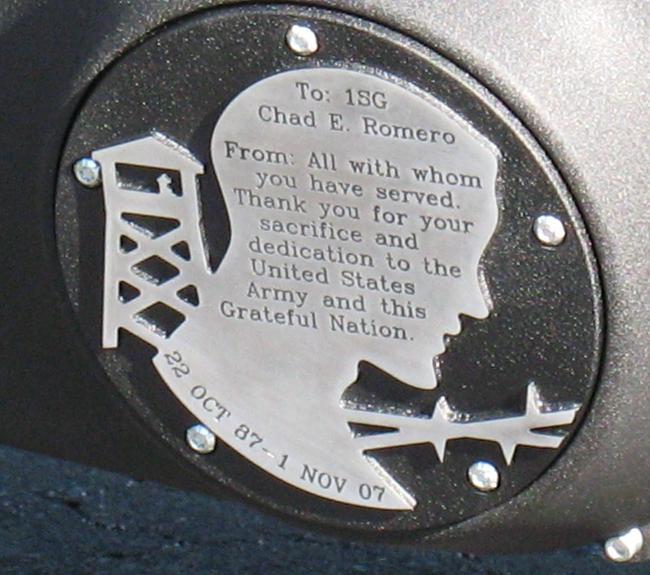 To: 1SG
Chad E. Romero
From: All with whom
you have served.
Thank you for your
sacrifice and
dedication to the
United States
Army and this
Grateful Nation.
22 OCT 87-1 NOV 07